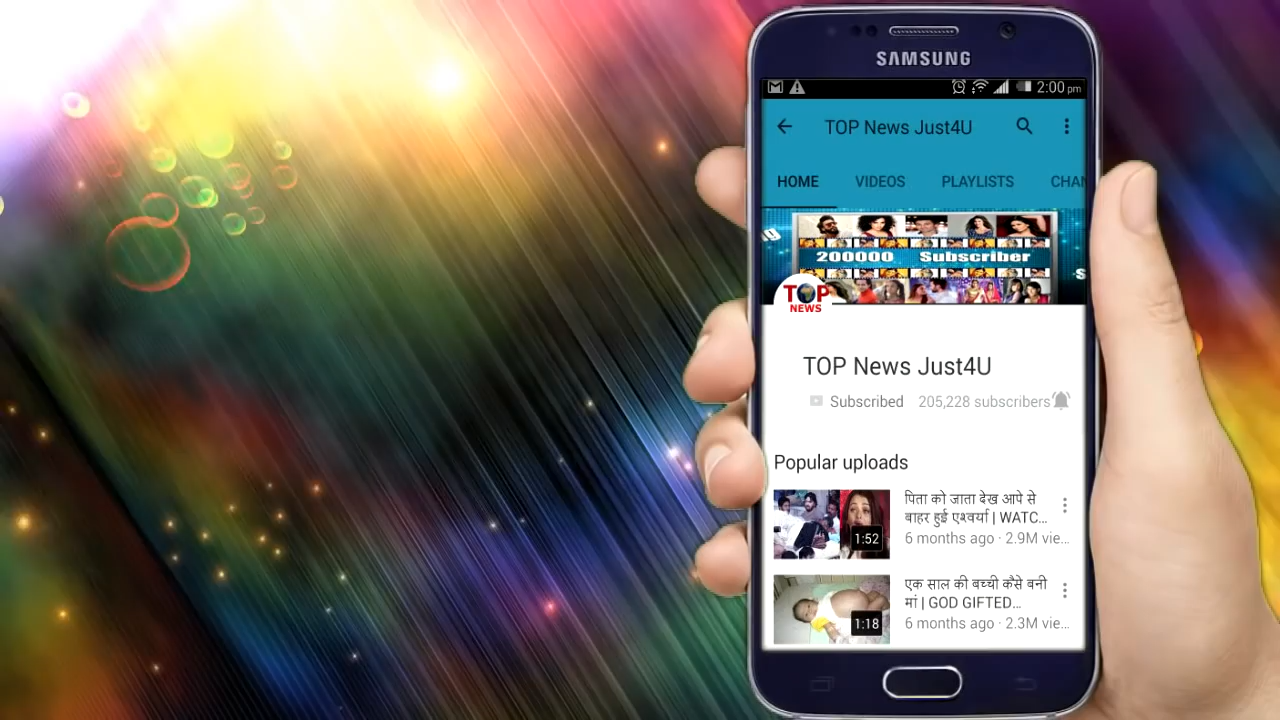 SAMSUNG
2:00 pm
TOP News Just4U
HOME VIDEOS PLAYLISTS CHAN
200000 Subscriber
TOP
NEWS
TOP News Just4U
Subscribed 205,228 subscribers
Popular uploads
पिता को जाता देख आपे से
बाहर हुई एश्वर्या | WATC...
6 months ago · 2.9M vie...
1:52
एक साल की बच्ची कैसे बनी
मां | GOD GIFTED...
6 months ago · 2.3M vie...
1:18